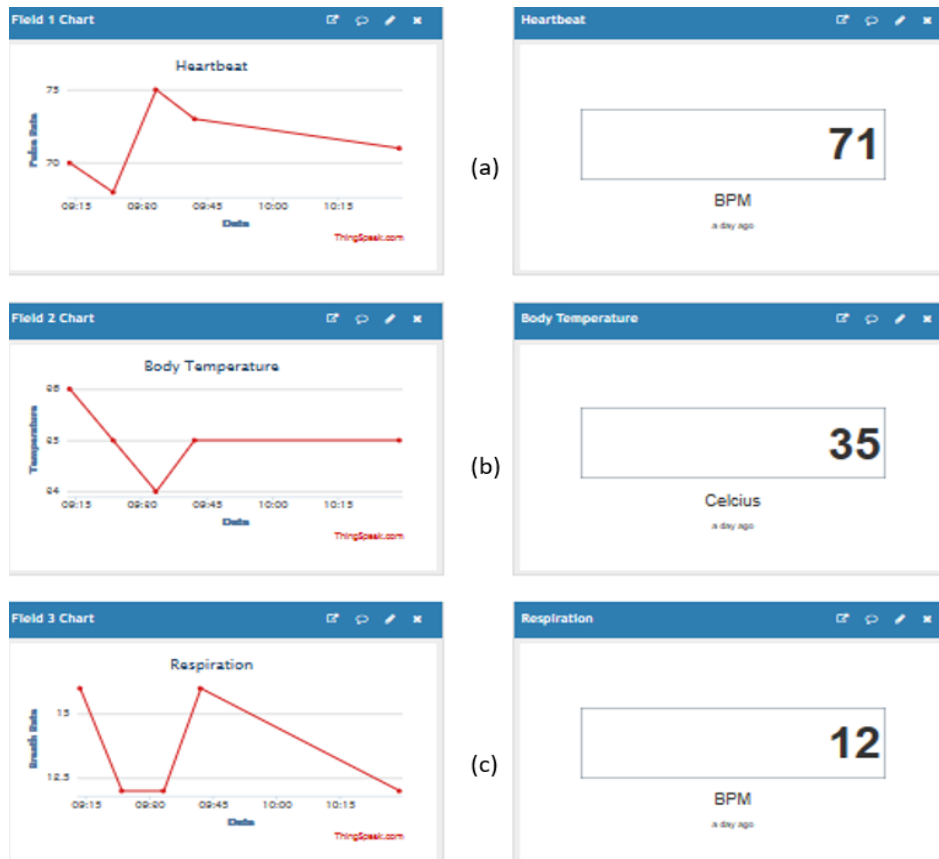 Field 1 Chart
Heartbeat
75
Pulse Rate
70
09:15 09:30 09:45 10:00 10:15
Date
ThingSpeak.com
(a)
Heartbeat
71
BPM
a day ago
Field 2 Chart
Body Temperature
36
Temperature
35
34
09:15 09:30 09:45 10:00 10:15
Date
ThingSpeak.com
(b)
Body Temperature
35
Celcius
a day ago
Field 3 Chart
Respiration
15
Breath Rate
12.5
09:15 09:30 09:45 10:00 10:15
Date
ThingSpeak.com
(c)
Respiration
12
BPM
a day ago